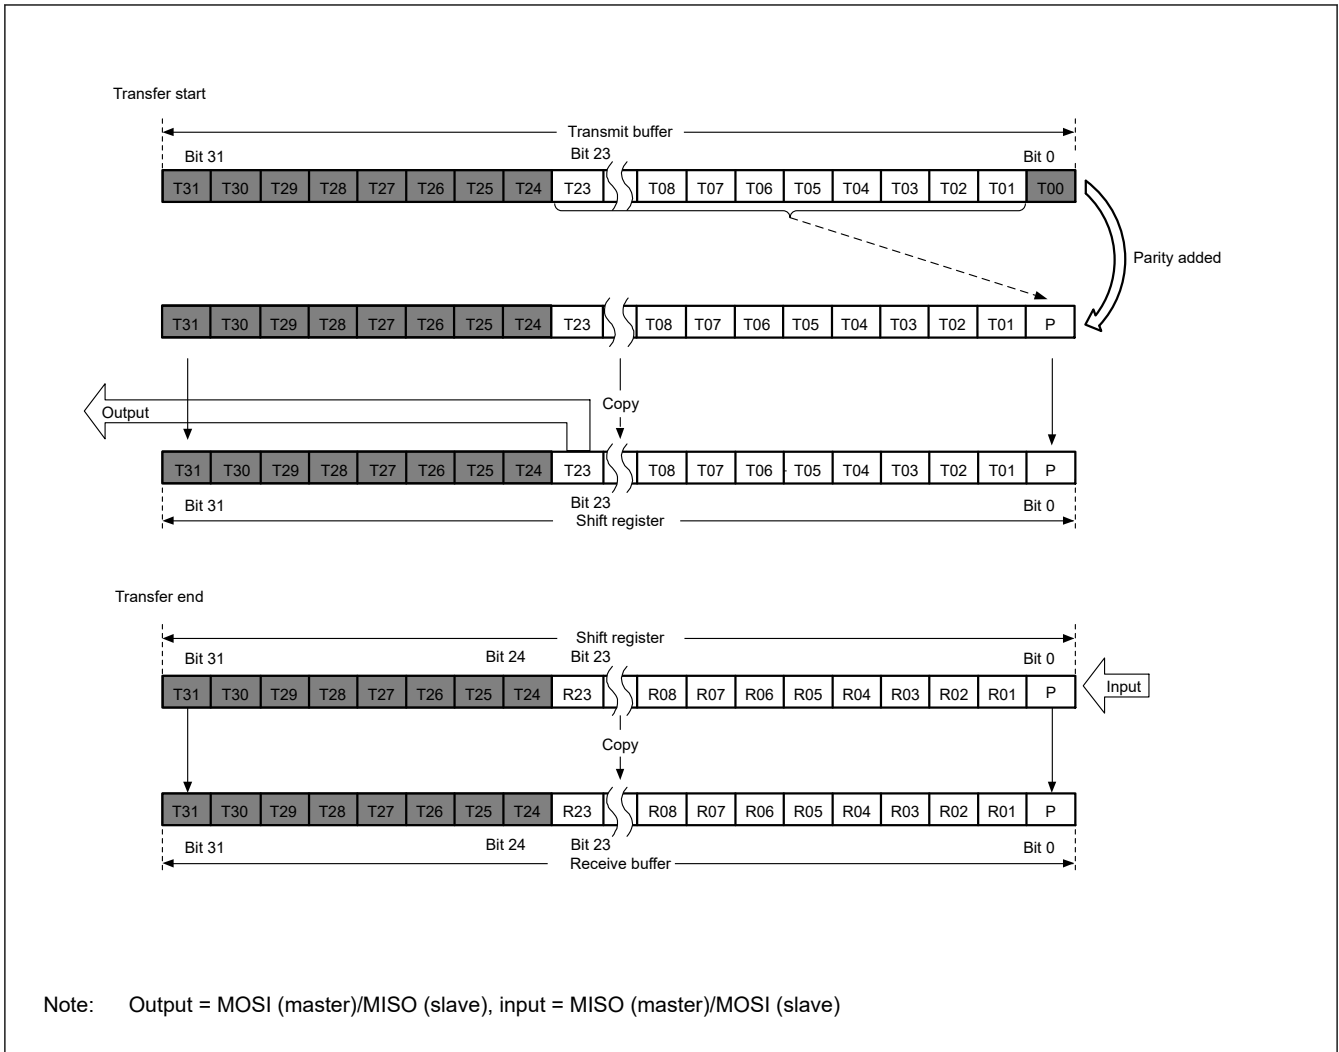 Transfer start
Transmit buffer
Bit 31 Bit 23 Bit 0
T31 T30 T29 T28 T27 T26 T25 T24 T23 T08 T07 T06 T05 T04 T03 T02 T01 T00
Parity added
T31 T30 T29 T28 T27 T26 T25 T24 T23 T08 T07 T06 T05 T04 T03 T02 T01 P
Output Copy
T31 T30 T29 T28 T27 T26 T25 T24 T23 T08 T07 T06 T05 T04 T03 T02 T01 P
Bit 31 Bit 23 Bit 0
Shift register
Transfer end
Shift register
Bit 31 Bit 24 Bit 23 Bit 0
T31 T30 T29 T28 T27 T26 T25 T24 R23 R08 R07 R06 R05 R04 R03 R02 R01 P Input
Copy
T31 T30 T29 T28 T27 T26 T25 T24 R23 R08 R07 R06 R05 R04 R03 R02 R01 P
Bit 31 Bit 24 Bit 23 Bit 0
Receive buffer
Note: Output = MOSI (master)/MISO (slave), input = MISO (master)/MOSI (slave)